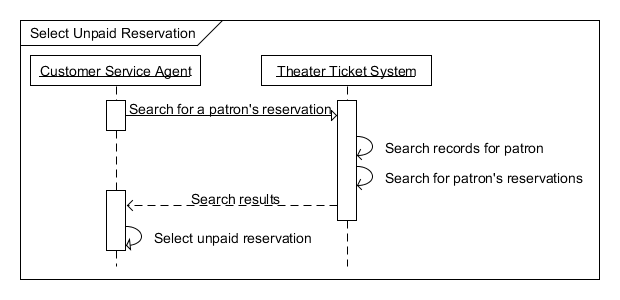 Select Unpaid Reservation
Customer Service Agent
Theater Ticket System
Search for a patron's reservation
Search records for patron
Search for patron's reservations
Search results
Select unpaid reservation